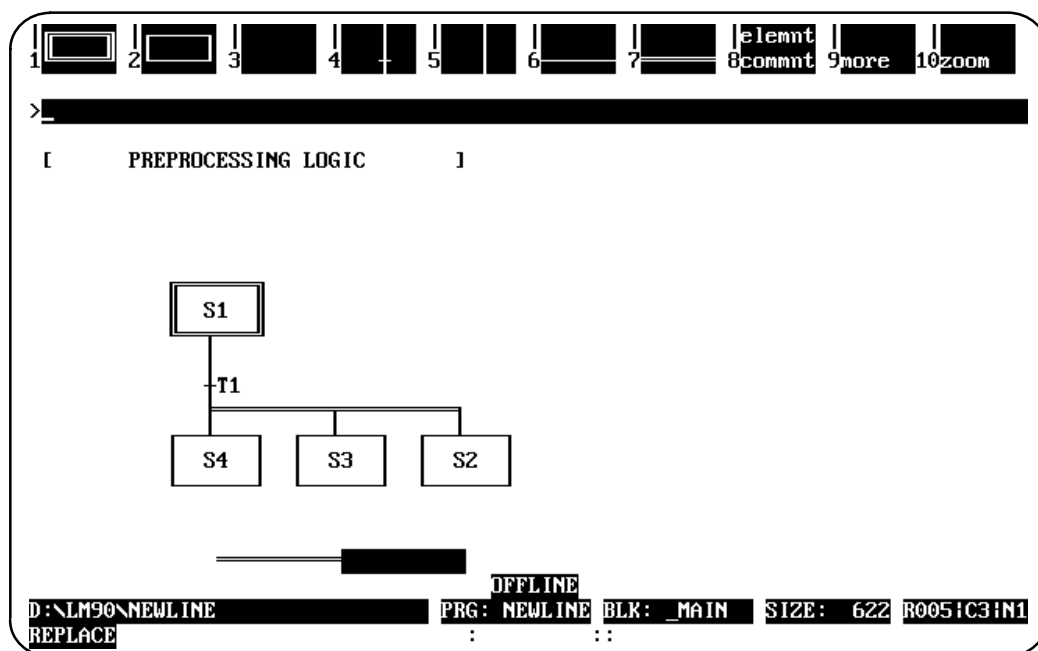 elemnt
1 2 3 4 5 6 7 8commnt 9more 10zoom
>_
[ PREPROCESSING LOGIC ]
S1
T1
S4 S3 S2
OFFLINE
D:\LM90\NEWLINE PRG: NEWLINE BLK: _MAIN SIZE: 622 R005¦C3¦N1
REPLACE : ::